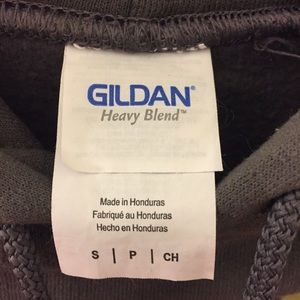 GILDAN®
Heavy Blend™
Made in Honduras
Fabriqué au Honduras
Hecho en Honduras
S | P | CH